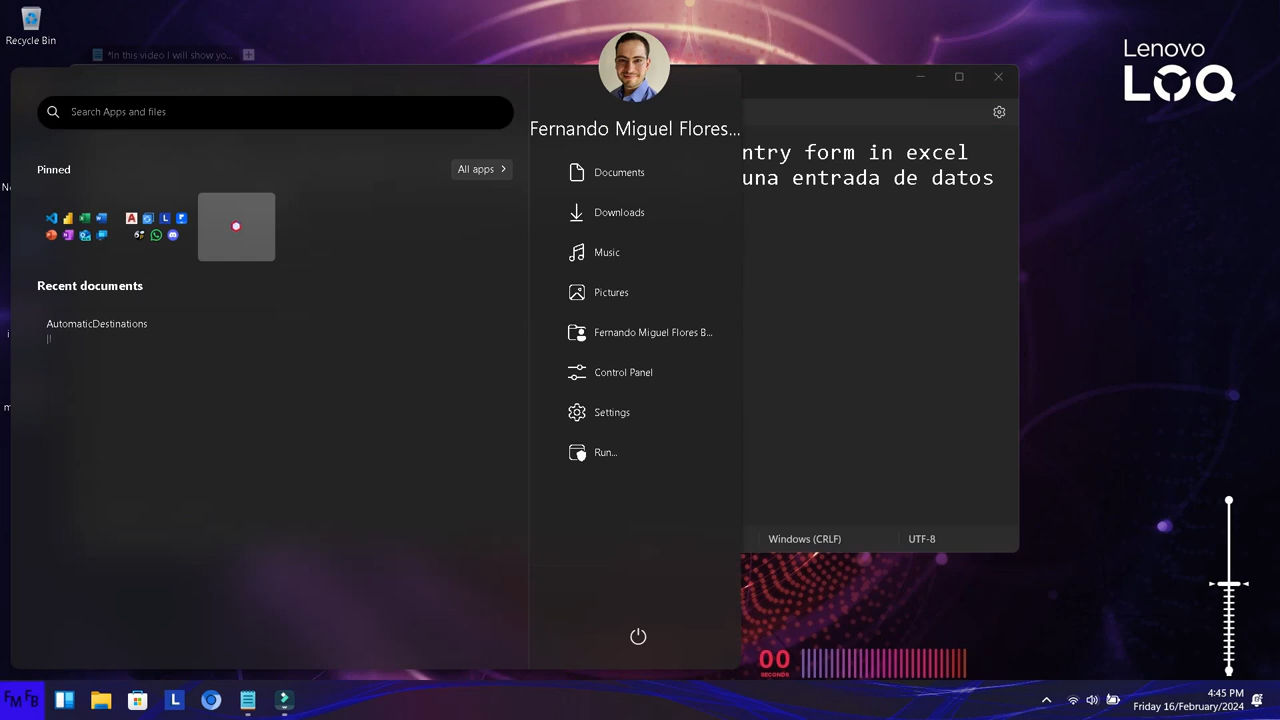 Recycle Bin
*In this video I will show yo...
Lenovo
LOQ
Search Apps and files
Fernando Miguel Flores...
Pinned
All apps
Documents
Downloads
Music
Pictures
Fernando Miguel Flores B...
Control Panel
Settings
Run...
Recent documents
AutomaticDestinations
ntry form in excel
una entrada de datos
Windows (CRLF)
UTF-8
00
SECONDS
FMFB
4:45 PM
Friday 16/February/2024